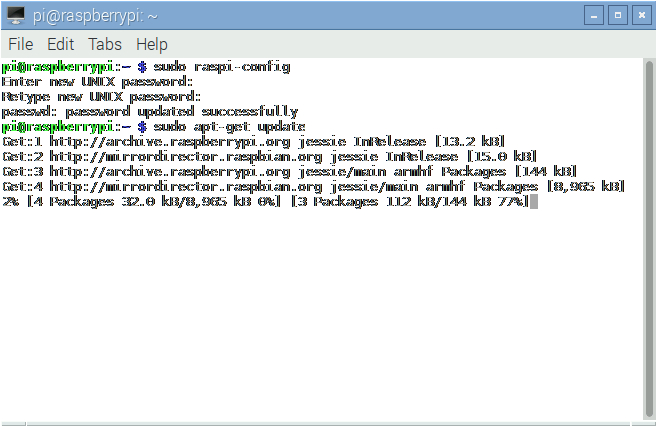 pi@raspberrypi: ~
File Edit Tabs Help
pi@raspberrypi:~ $ sudo raspi-config
Enter new UNIX password:
Retype new UNIX password:
passwd: password updated successfully
pi@raspberrypi:~ $ sudo apt-get update
Get:1 http://archive.raspberrypi.org jessie InRelease [13.2 kB]
Get:2 http://mirrordirector.raspbian.org jessie InRelease [15.0 kB]
Get:3 http://archive.raspberrypi.org jessie/main armhf Packages [144 kB]
Get:4 http://mirrordirector.raspbian.org jessie/main armhf Packages [8,965 kB]
2% [4 Packages 32.0 kB/8,965 kB 0%] [3 Packages 112 kB/144 kB 77%]